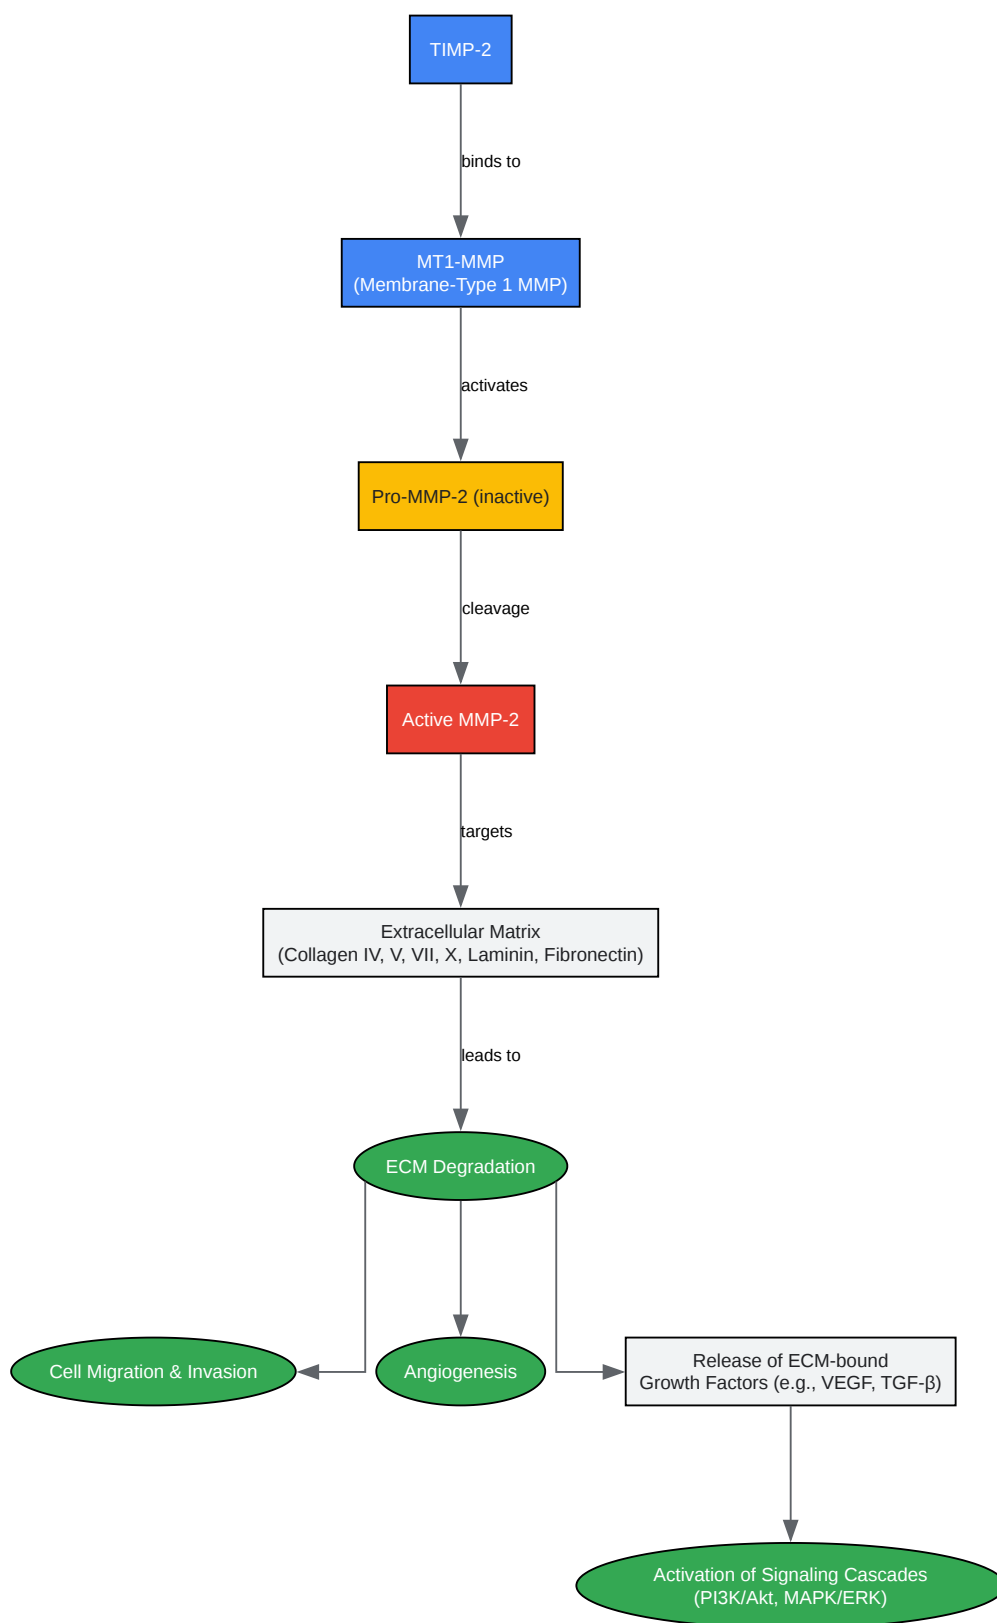 TIMP-2
binds to
MT1-MMP
(Membrane-Type 1 MMP)
activates
Pro-MMP-2 (inactive)
cleavage
Active MMP-2
targets
Extracellular Matrix
(Collagen IV, V, VII, X, Laminin, Fibronectin)
leads to
ECM Degradation
Cell Migration & Invasion
Angiogenesis
Release of ECM-bound
Growth Factors (e.g., VEGF, TGF-β)
Activation of Signaling Cascades
(PI3K/Akt, MAPK/ERK)